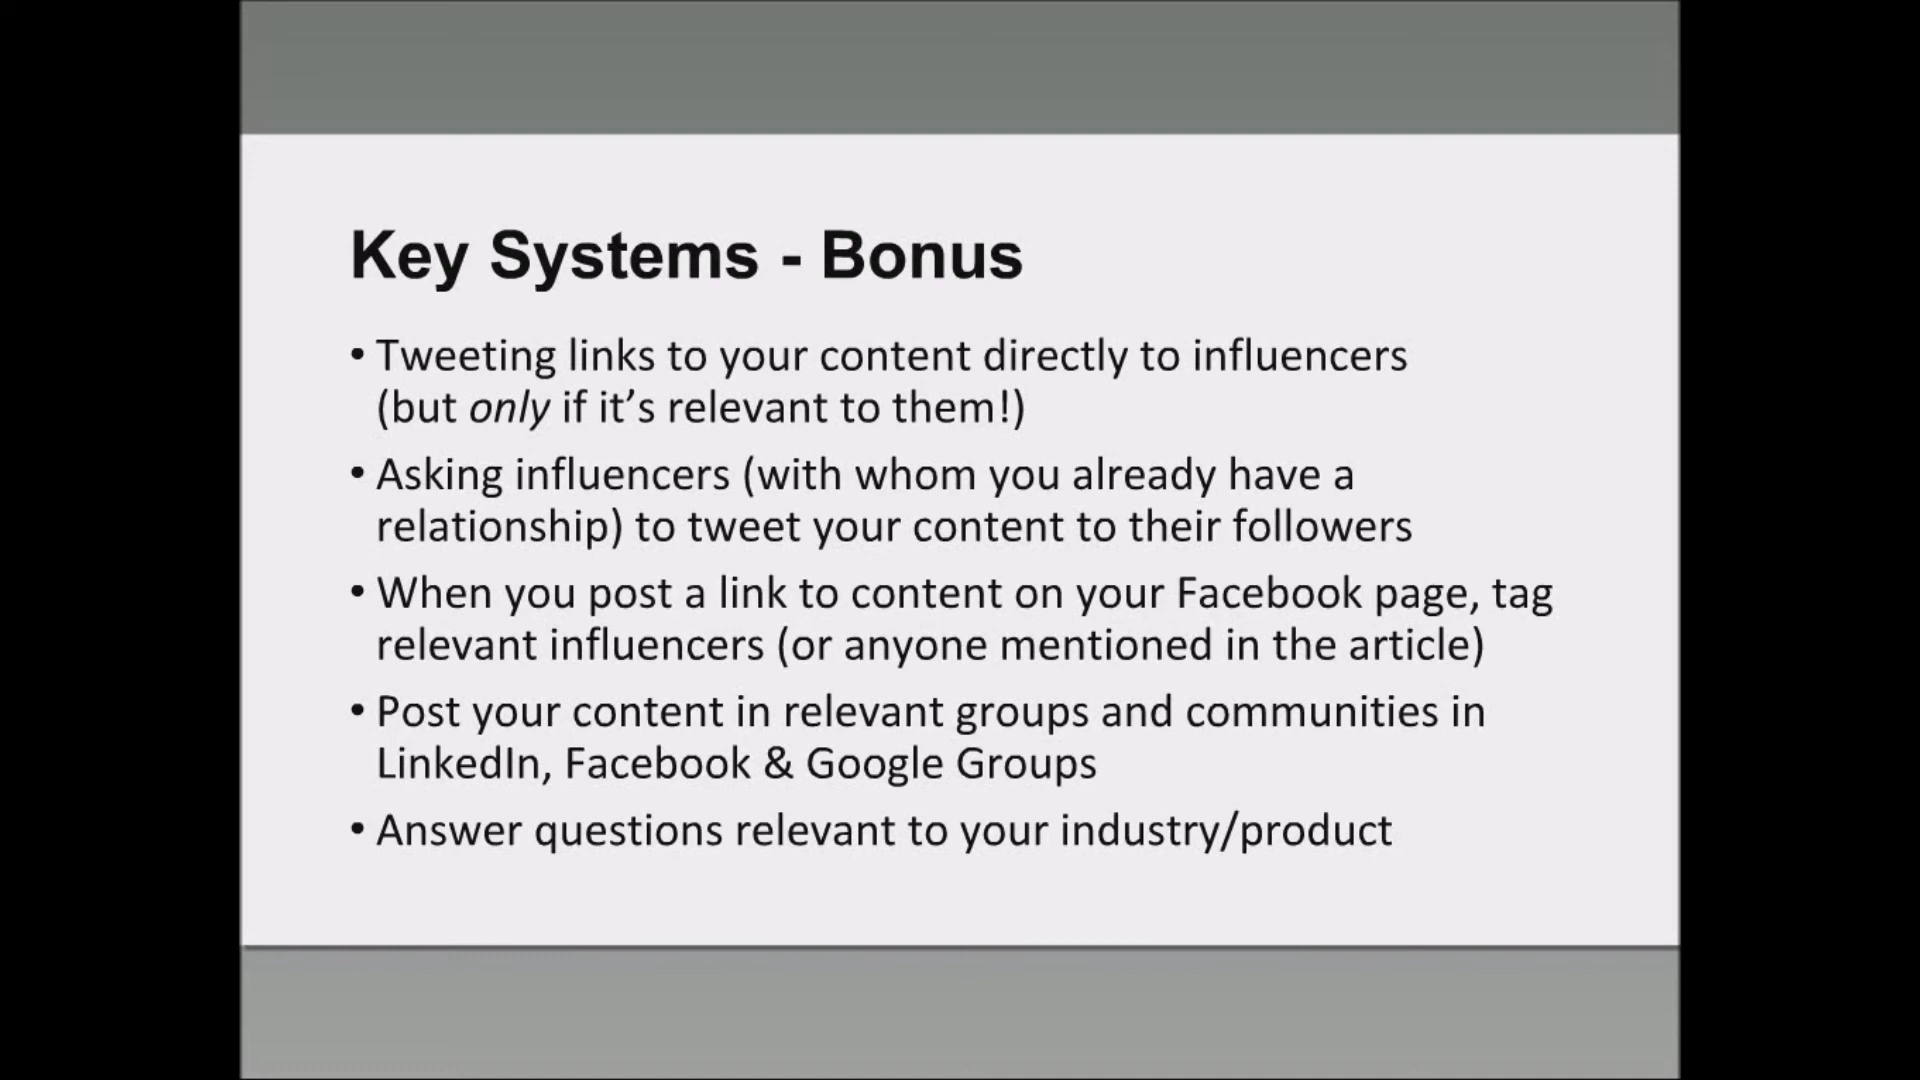 Key Systems - Bonus
• Tweeting links to your content directly to influencers
(but only if it’s relevant to them!)
• Asking influencers (with whom you already have a
relationship) to tweet your content to their followers
• When you post a link to content on your Facebook page, tag
relevant influencers (or anyone mentioned in the article)
• Post your content in relevant groups and communities in
LinkedIn, Facebook & Google Groups
• Answer questions relevant to your industry/product